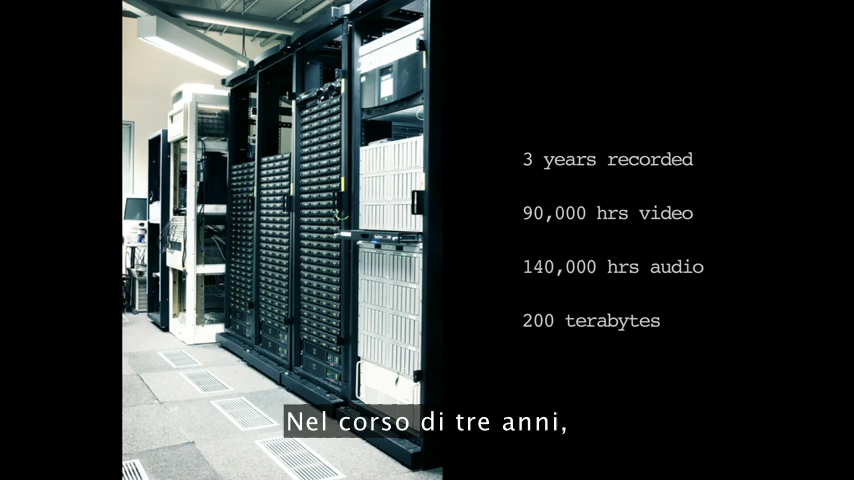 3 years recorded
90,000 hrs video
140,000 hrs audio
200 terabytes
Nel corso di tre anni,